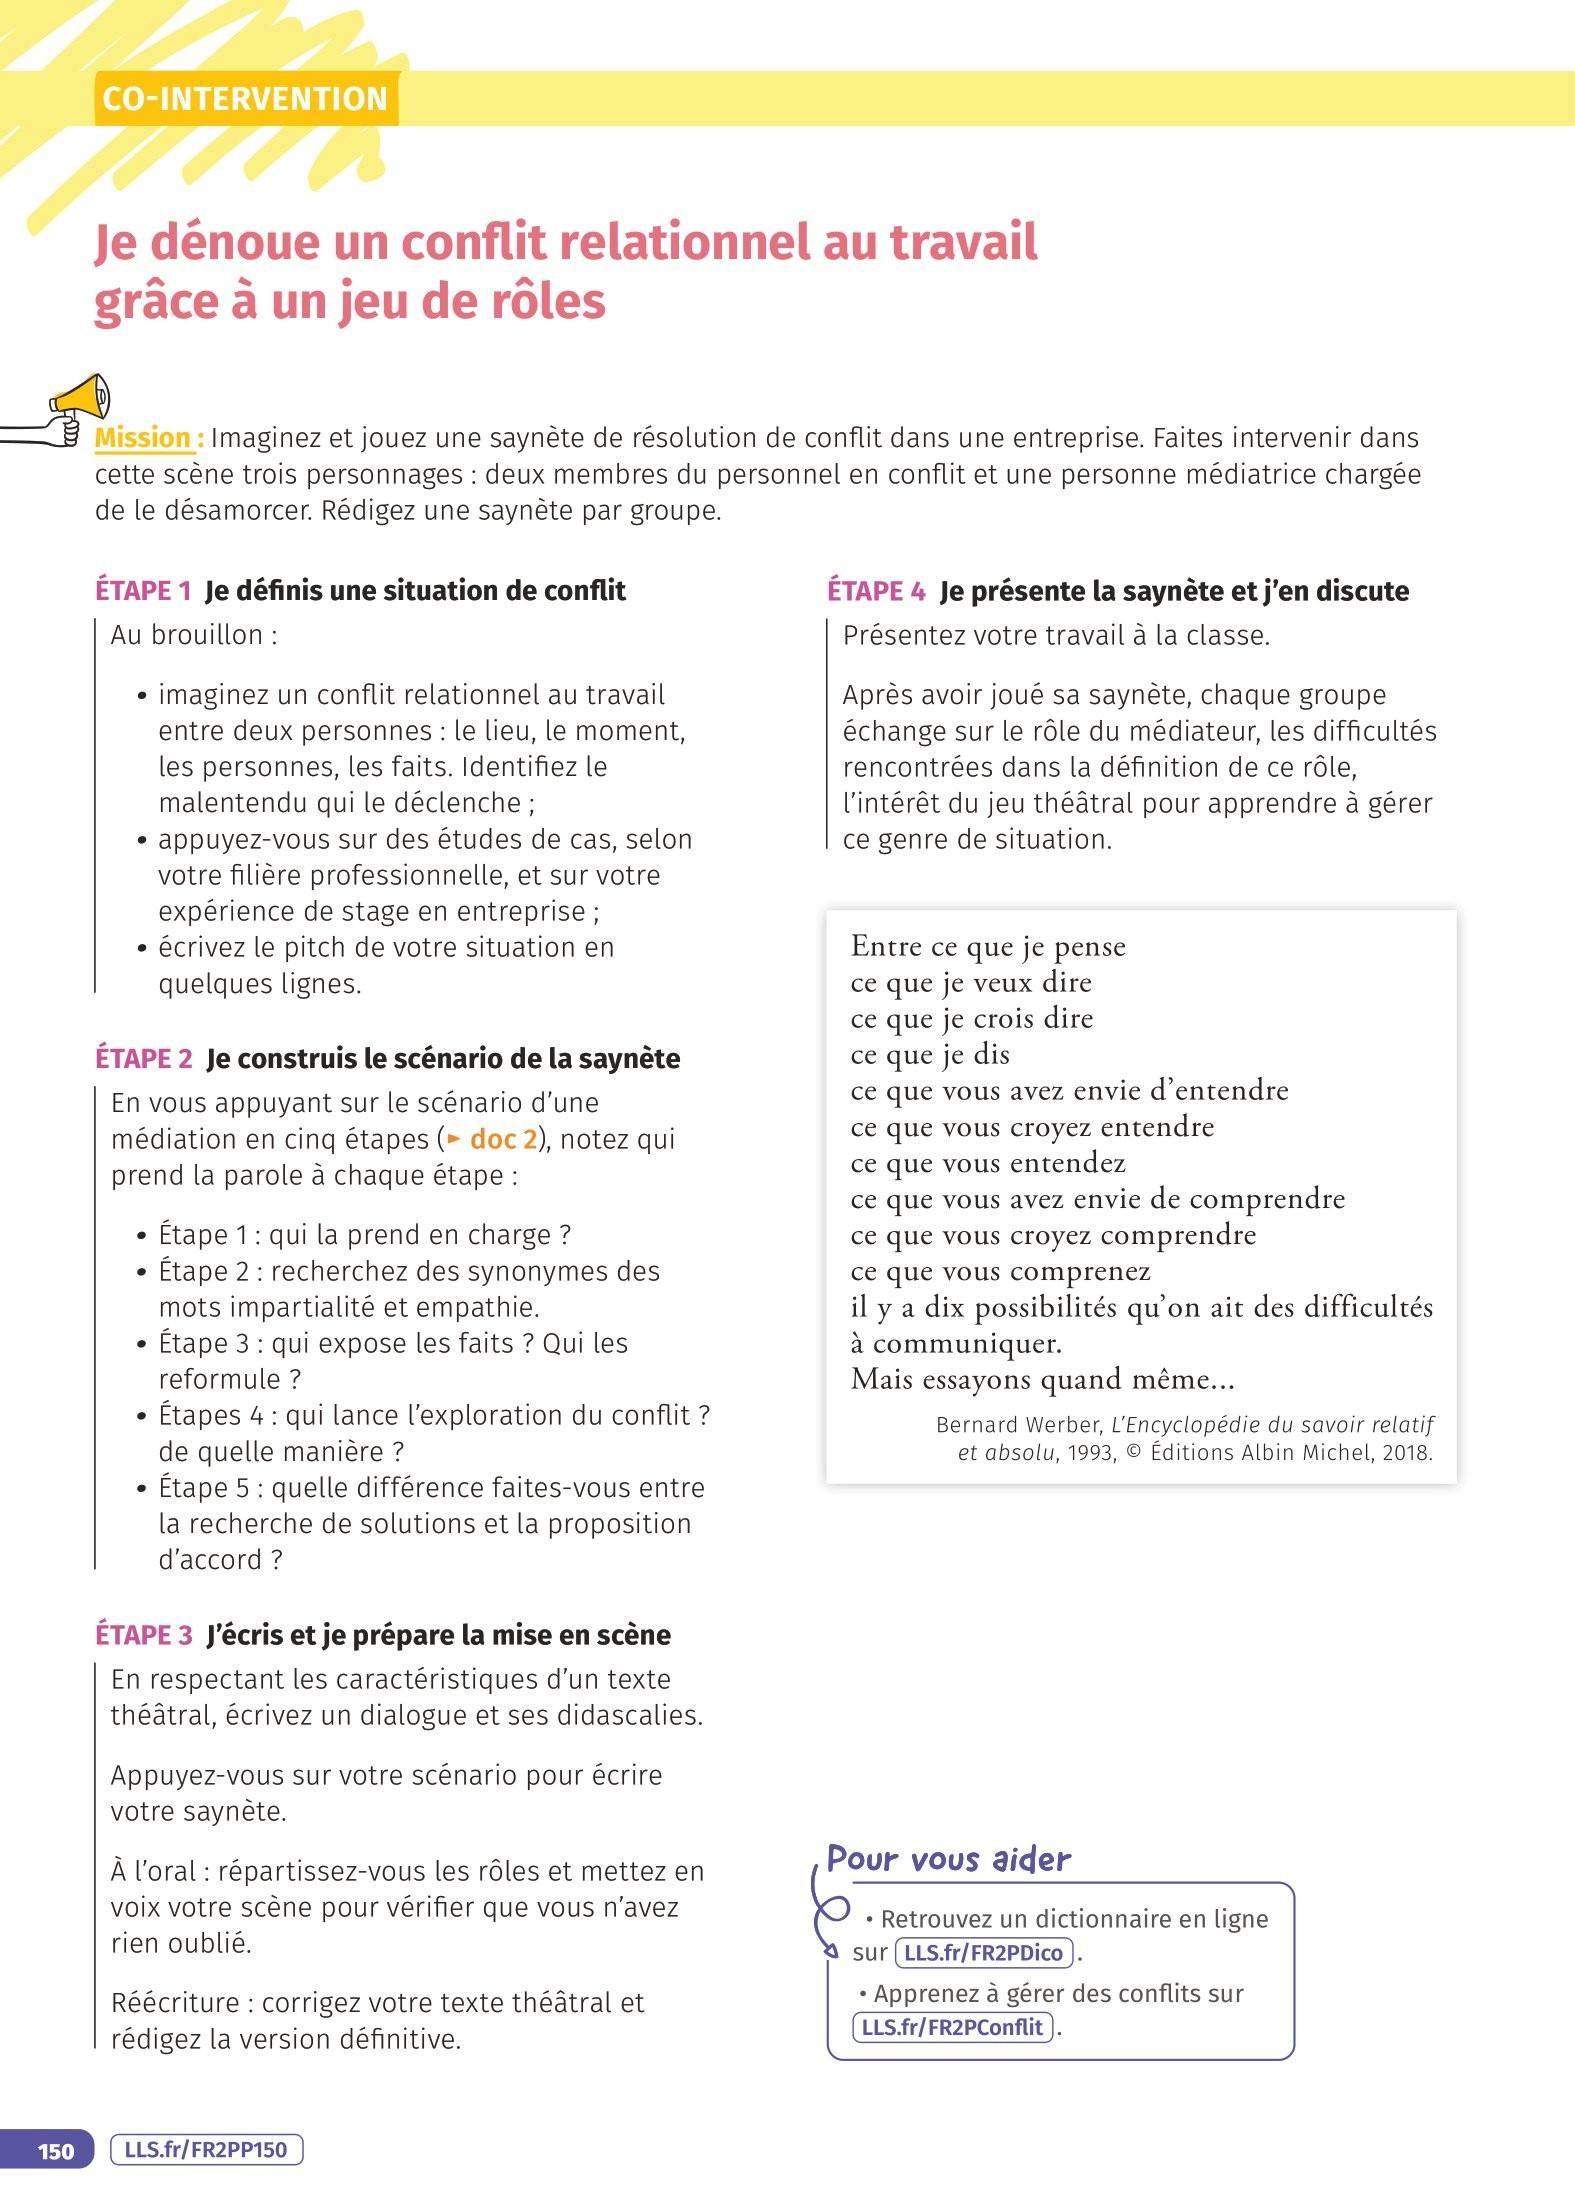 CO-INTERVENTION
Je dénoue un conflit relationnel au travail
grâce à un jeu de rôles
Mission : Imaginez et jouez une saynète de résolution de conflit dans une entreprise. Faites intervenir dans
cette scène trois personnages : deux membres du personnel en conflit et une personne médiatrice chargée
de le désamorcer. Rédigez une saynète par groupe.
ÉTAPE 1 Je définis une situation de conflit
Au brouillon :
• imaginez un conflit relationnel au travail
entre deux personnes : le lieu, le moment,
les personnes, les faits. Identifiez le
malentendu qui le déclenche ;
• appuyez-vous sur des études de cas, selon
votre filière professionnelle, et sur votre
expérience de stage en entreprise ;
• écrivez le pitch de votre situation en
quelques lignes.
ÉTAPE 2 Je construis le scénario de la saynète
En vous appuyant sur le scénario d'une
médiation en cinq étapes (► doc 2), notez qui
prend la parole à chaque étape :
• Étape 1 : qui la prend en charge ?
• Étape 2 : recherchez des synonymes des
mots impartialité et empathie.
• Étape 3 : qui expose les faits ? Qui les
reformule ?
• Étapes 4 : qui lance l'exploration du conflit ?
de quelle manière ?
• Étape 5 : quelle différence faites-vous entre
la recherche de solutions et la proposition
d'accord ?
ÉTAPE 3 J'écris et je prépare la mise en scène
En respectant les caractéristiques d'un texte
théâtral, écrivez un dialogue et ses didascalies.
Appuyez-vous sur votre scénario pour écrire
votre saynète.
À l'oral : répartissez-vous les rôles et mettez en
voix votre scène pour vérifier que vous n'avez
rien oublié.
Réécriture : corrigez votre texte théâtral et
rédigez la version définitive.
ÉTAPE 4 Je présente la saynète et j'en discute
Présentez votre travail à la classe.
Après avoir joué sa saynète, chaque groupe
échange sur le rôle du médiateur, les difficultés
rencontrées dans la définition de ce rôle,
l'intérêt du jeu théâtral pour apprendre à gérer
ce genre de situation.
Entre ce que je pense
ce que je veux dire
ce que je crois dire
ce que je dis
ce que vous avez envie d'entendre
ce que vous croyez entendre
ce que vous entendez
ce que vous avez envie de comprendre
ce que vous croyez comprendre
ce que vous comprenez
il y a dix possibilités qu'on ait des difficultés
à communiquer.
Mais essayons quand même...
Bernard Werber, L'Encyclopédie du savoir relatif
et absolu, 1993, © Éditions Albin Michel, 2018.
Pour vous aider
• Retrouvez un dictionnaire en ligne
sur LLS.fr/FR2PDico .
• Apprenez à gérer des conflits sur
LLS.fr/FR2PConflit .
150 LLS.fr/FR2PP150